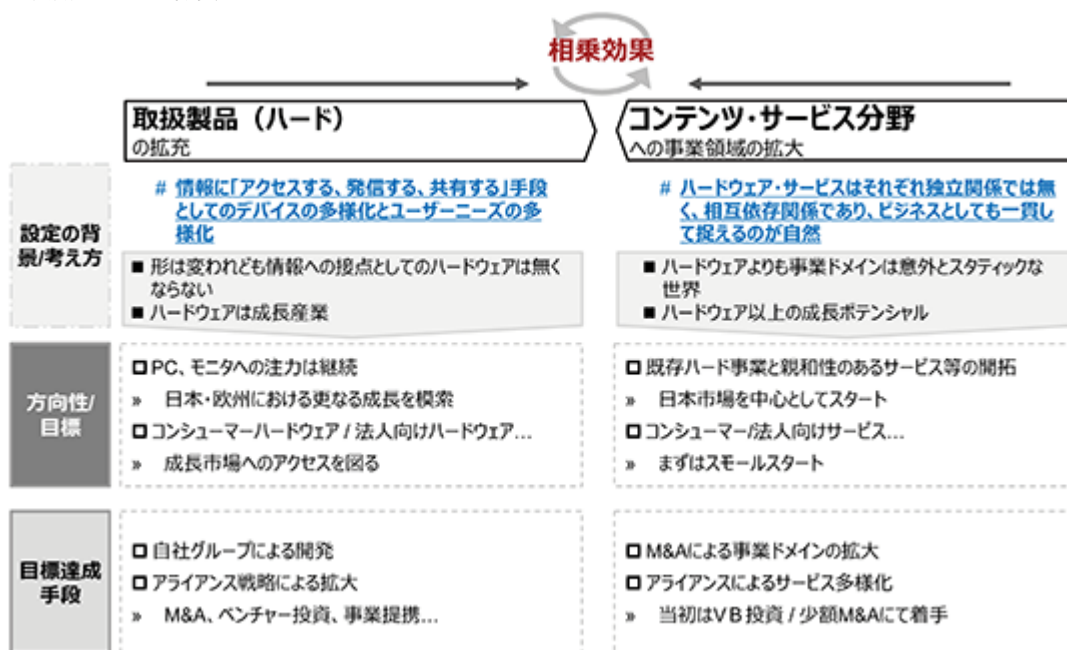 相乗効果
取扱製品（ハード）
の拡充
コンテンツ・サービス分野
への事業領域の拡大
設定の背
景/考え方
# 情報に「アクセスする、発信する、共有する」手段
としてのデバイスの多様化とユーザーニーズの多
様化
■ 形は変われども情報への接点としてのハードウェアは無く
ならない
■ ハードウェアは成長産業
# ハードウェア・サービスはそれぞれ独立関係では無
く、相互依存関係であり、ビジネスとしても一貫し
て捉えるのが自然
■ ハードウェアよりも事業ドメインは意外とスタティックな
世界
■ ハードウェア以上の成長ポテンシャル
方向性/
目標
□ PC、モニタへの注力は継続
» 日本・欧州における更なる成長を模索
□ コンシューマーハードウェア / 法人向けハードウェア…
» 成長市場へのアクセスを図る
□ 既存ハード事業と親和性のあるサービス等の開拓
» 日本市場を中心としてスタート
□ コンシューマー/法人向けサービス…
» まずはスモールスタート
目標達成
手段
□ 自社グループによる開発
□ アライアンス戦略による拡大
» M&A、ベンチャー投資、事業提携…
□ M&Aによる事業ドメインの拡大
□ アライアンスによるサービス多様化
» 当初はVB投資 / 少額M&Aにて着手